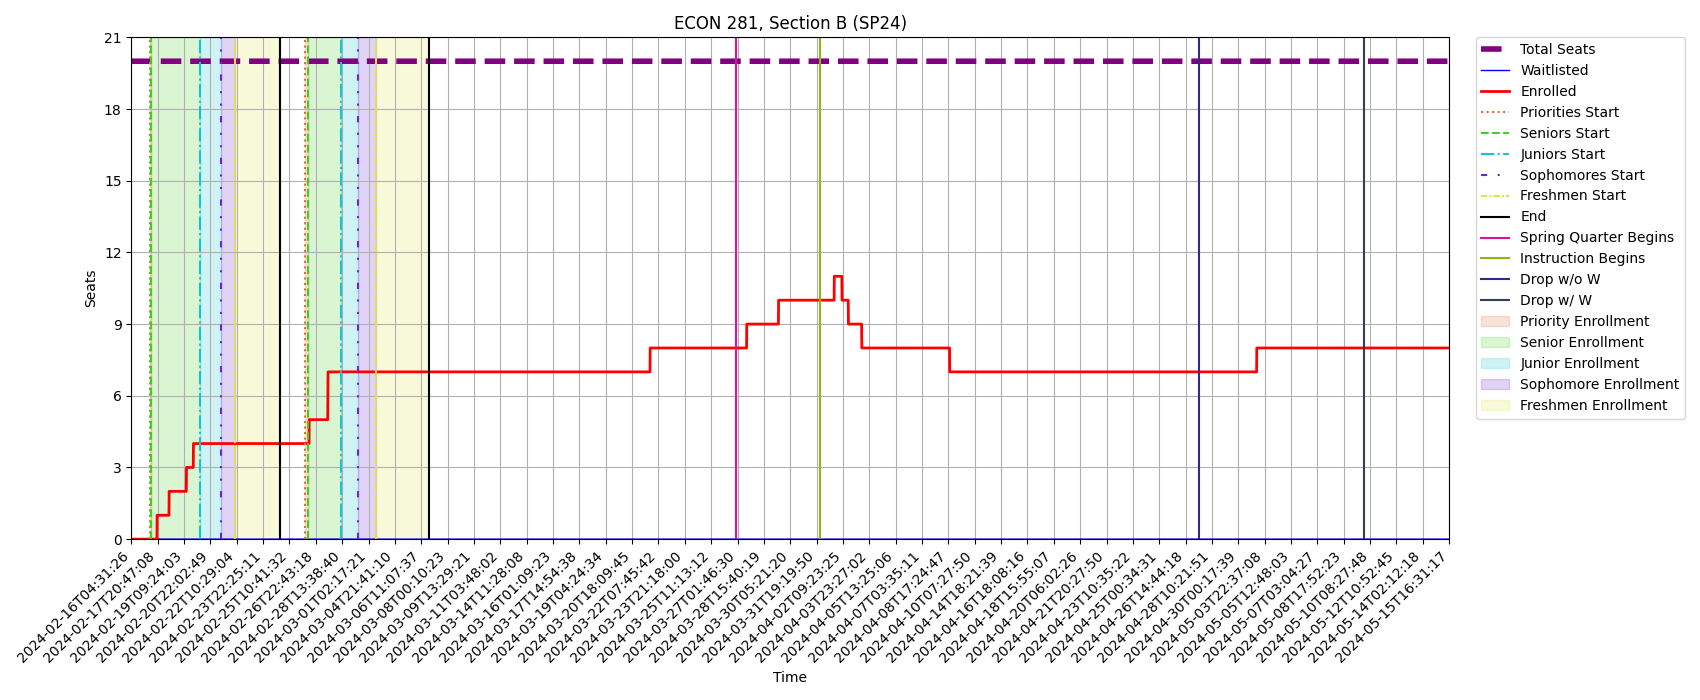 ECON 281, Section B (SP24)
21
18
15
12
9
6
3
0
Seats
2024-02-16T04:31:26
2024-02-17T20:47:08
2024-02-19T09:24:03
2024-02-20T22:02:49
2024-02-22T10:29:04
2024-02-23T22:25:11
2024-02-25T10:41:32
2024-02-26T22:43:18
2024-02-28T13:38:40
2024-03-01T02:17:21
2024-03-04T21:41:10
2024-03-06T11:07:37
2024-03-08T00:10:23
2024-03-09T13:29:21
2024-03-11T03:48:02
2024-03-14T11:28:08
2024-03-16T01:09:23
2024-03-17T14:54:38
2024-03-19T04:24:34
2024-03-20T18:09:45
2024-03-22T07:45:42
2024-03-23T21:18:00
2024-03-25T11:13:12
2024-03-27T01:46:30
2024-03-28T15:40:19
2024-03-30T05:21:20
2024-03-31T19:19:50
2024-04-02T09:23:25
2024-04-03T23:27:02
2024-04-05T13:25:06
2024-04-07T03:35:11
2024-04-08T17:24:47
2024-04-10T07:27:50
2024-04-14T18:21:39
2024-04-16T18:08:16
2024-04-18T15:55:07
2024-04-20T06:02:26
2024-04-21T20:27:50
2024-04-23T10:35:22
2024-04-25T00:34:31
2024-04-26T14:44:18
2024-04-28T10:21:51
2024-04-30T00:17:39
2024-05-03T22:37:08
2024-05-05T12:48:03
2024-05-07T03:04:27
2024-05-08T17:52:23
2024-05-10T08:27:48
2024-05-12T10:52:45
2024-05-14T02:12:18
2024-05-15T16:31:17
Time
Total Seats
Waitlisted
Enrolled
Priorities Start
Seniors Start
Juniors Start
Sophomores Start
Freshmen Start
End
Spring Quarter Begins
Instruction Begins
Drop w/o W
Drop w/ W
Priority Enrollment
Senior Enrollment
Junior Enrollment
Sophomore Enrollment
Freshmen Enrollment